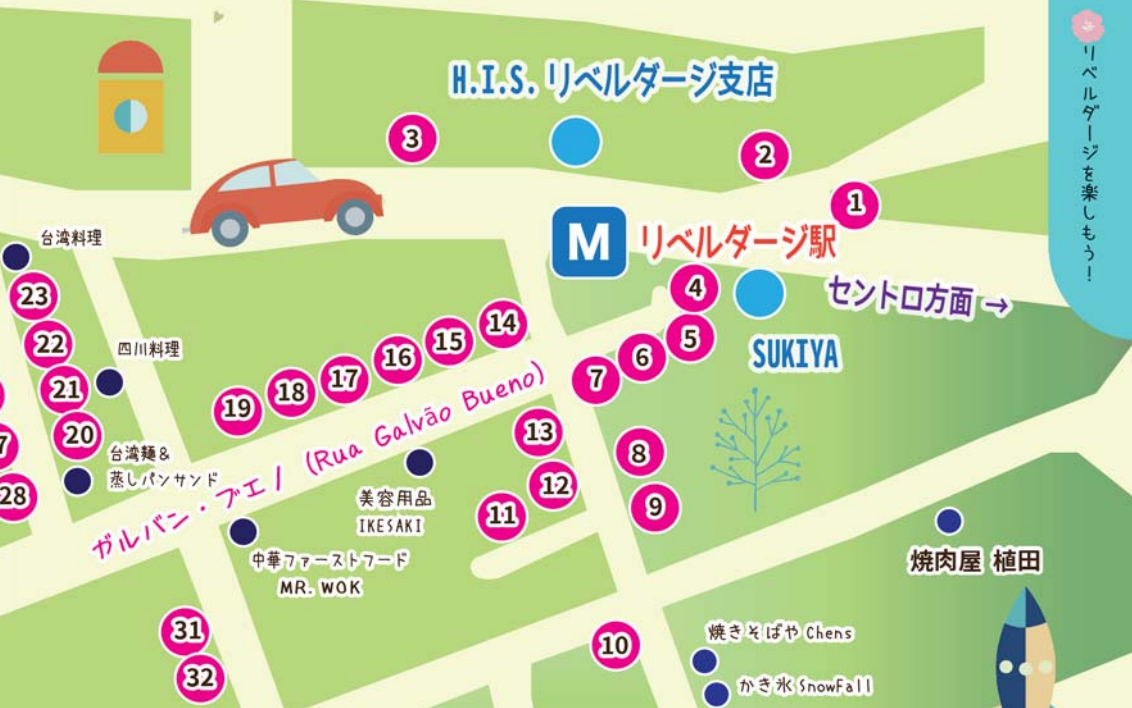 リベルダージを楽しもう!
H.I.S. リベルダージ支店
3
2
1
M リベルダージ駅
台湾料理
23
4
セントロ方面 →
22
四川料理
14
15
16
5
SUKIYA
6
7
17
18
19
21
20
ガルバン・ブエノ (Rua Galvão Bueno)
台湾麺&
蒸しパンサンド
13
8
7
28
美容用品
IKESAKI
12
11
9
中華ファーストフード
MR. WOK
焼肉屋 植田
31
32
10
焼きそばや Chens
かき氷 SnowFall